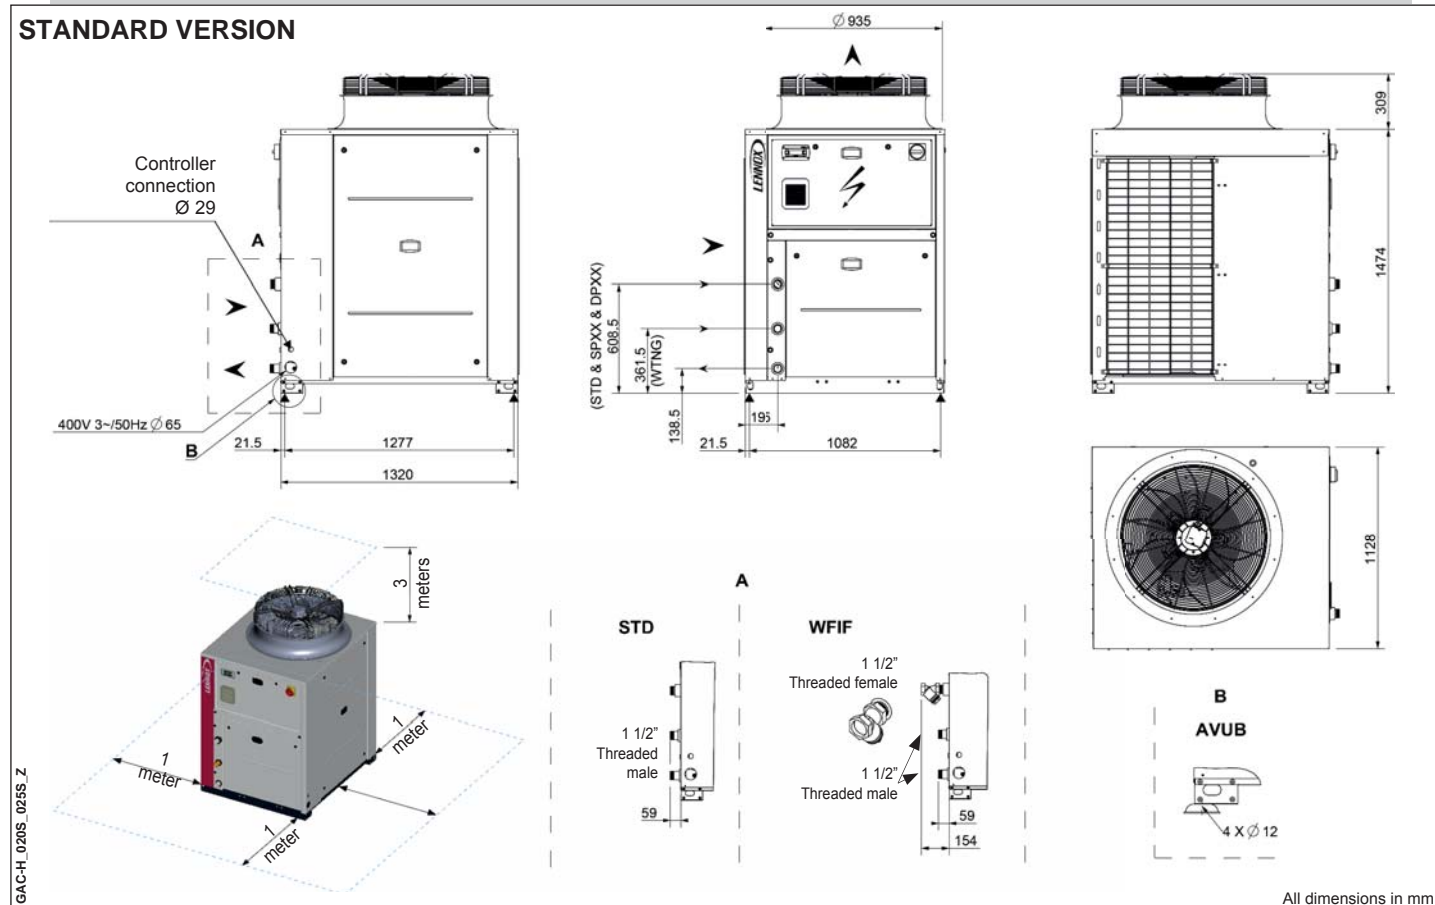 STANDARD VERSION
Ø 935
309
1474
Controller
connection
Ø 29
A
LENNOX
400V 3~/50Hz Ø 65
B
21.5
1277
1320
(STD & SPXX & DPXX)
608.5
361.5
(WTNG)
138.5
195
21.5
1082
1128
3
meters
1
meter
1
meter
1
meter
LENNOX
A
STD
1 1/2”
Threaded
male
59
WFIF
1 1/2”
Threaded female
1 1/2”
Threaded male
59
154
B
AVUB
4 X Ø 12
GAC-H_020S_025S_Z
All dimensions in mm